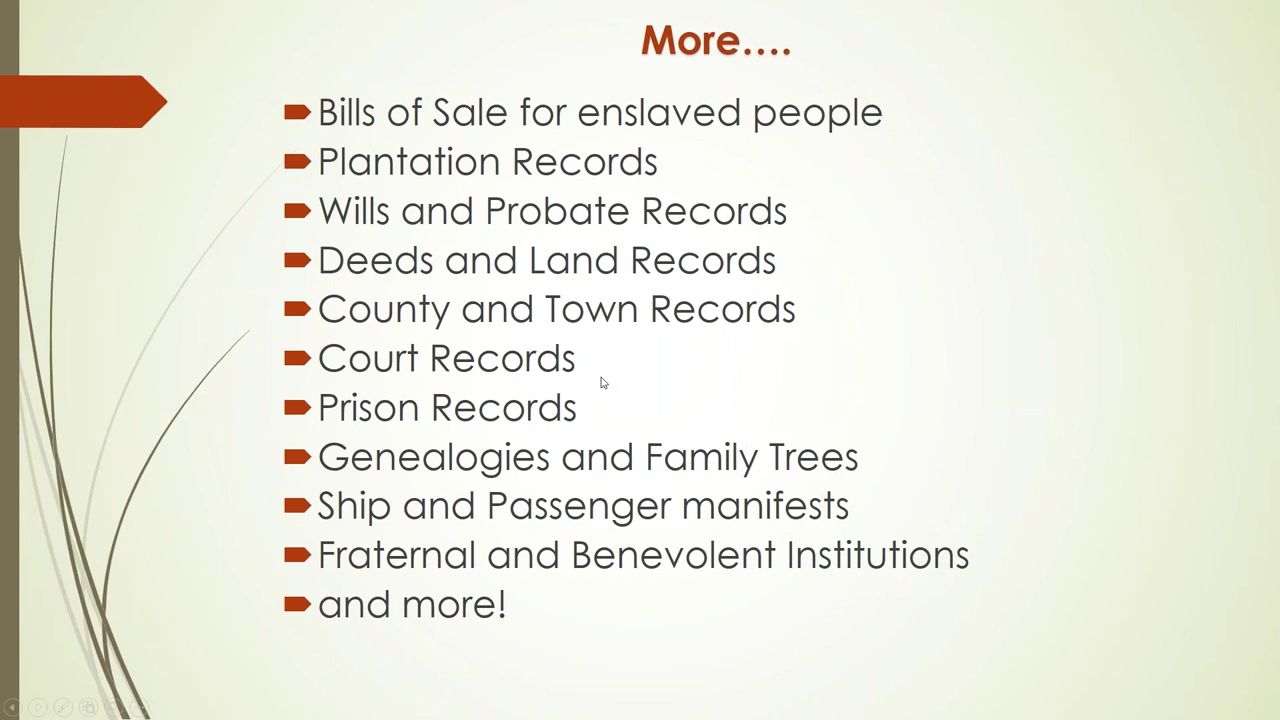 More....
Bills of Sale for enslaved people
Plantation Records
Wills and Probate Records
Deeds and Land Records
County and Town Records
Court Records
Prison Records
Genealogies and Family Trees
Ship and Passenger manifests
Fraternal and Benevolent Institutions
and more!